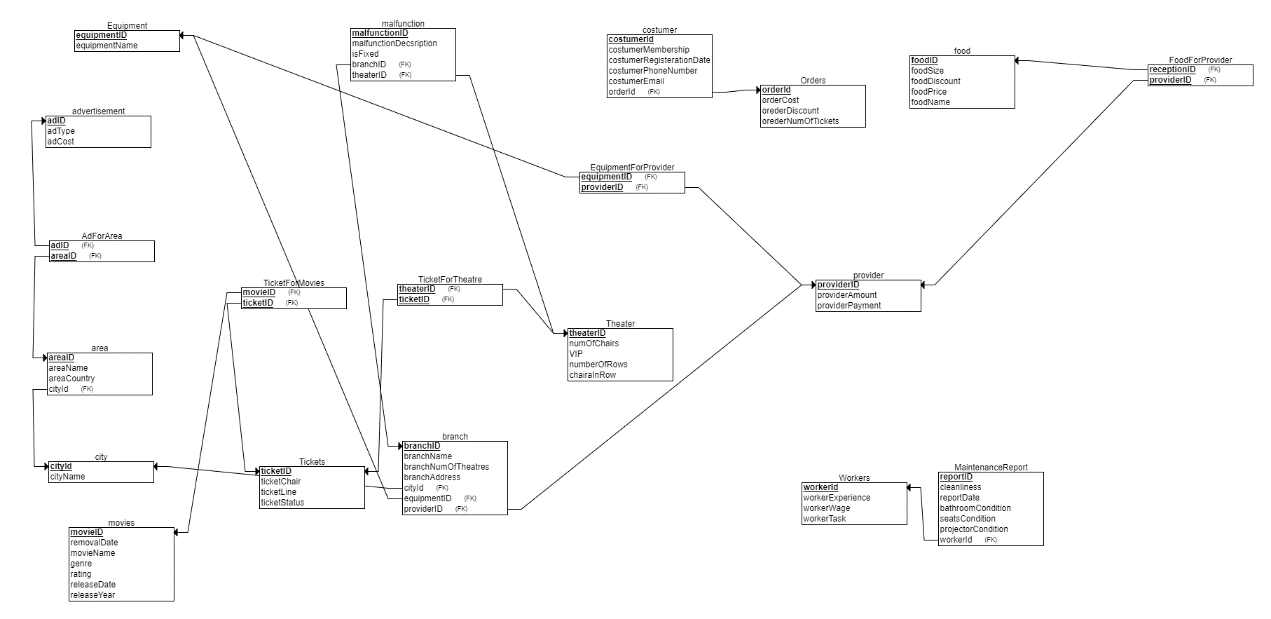 Equipment
equipmentID
equipmentName
malfunction
malfunctionID
malfunctionDecsription
isFixed
branchID (FK)
theaterID (FK)
costumer
costumerId
costumerMembership
costumerRegisterationDate
costumerPhoneNumber
costumerEmail
orderId (FK)
Orders
orderId
orderCost
orederDiscount
orederNumOfTickets
food
foodID
foodSize
foodDiscount
foodPrice
foodName
FoodForProvider
receptionID (FK)
providerID (FK)
advertisement
adID
adType
adCost
EquipmentForProvider
equipmentID (FK)
providerID (FK)
AdForArea
adID (FK)
areaID (FK)
TicketForMovies
movieID (FK)
ticketID (FK)
TicketForTheatre
theaterID (FK)
ticketID (FK)
provider
providerID
providerAmount
providerPayment
Theater
theaterID
numOfChairs
VIP
numberOfRows
chairaInRow
area
areaID
areaName
areaCountry
cityId (FK)
city
cityId
cityName
Tickets
ticketID
ticketChair
ticketLine
ticketStatus
branch
branchID
branchName
branchNumOfTheatres
branchAddress
cityId (FK)
equipmentID (FK)
providerID (FK)
Workers
workerId
workerExperience
workerWage
workerTask
MaintenanceReport
reportID
cleanliness
reportDate
bathroomCondition
seatsCondition
projectorCondition
workerId (FK)
movies
movieID
removalDate
movieName
genre
rating
releaseDate
releaseYear